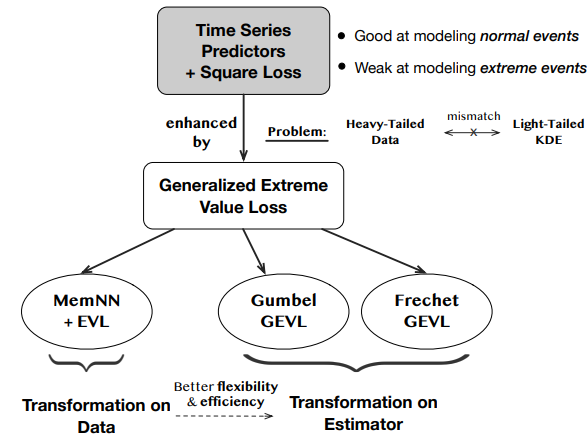 Time Series
Predictors
+ Square Loss
• Good at modeling normal events
• Weak at modeling extreme events
enhanced
by
Problem:
Heavy-Tailed
Data
mismatch
Light-Tailed
KDE
Generalized Extreme
Value Loss
MemNN
+ EVL
Gumbel
GEVL
Frechet
GEVL
Transformation on
Data
Better flexibility
& efficiency
Transformation on
Estimator